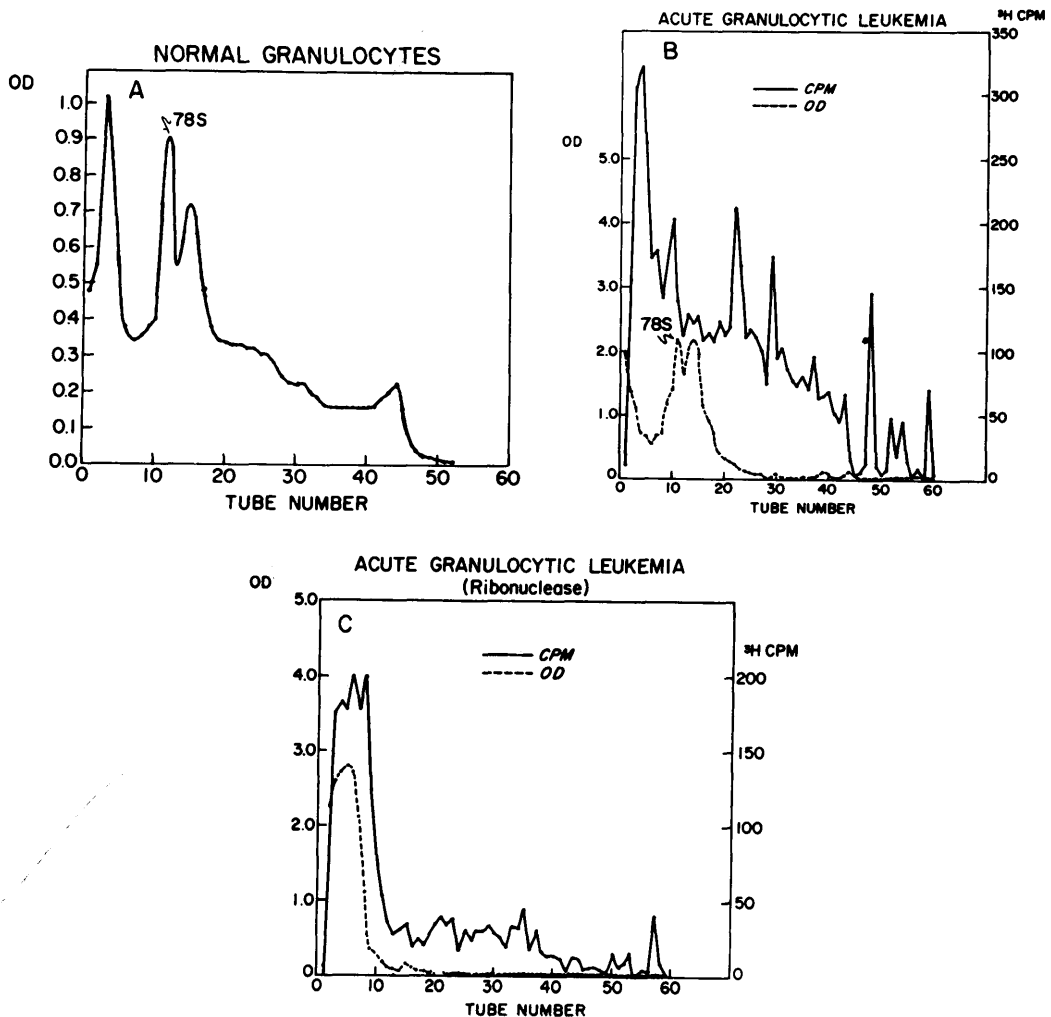 NORMAL GRANULOCYTES
OD
A
78S
1.0
0.9
0.8
0.7
0.6
0.5
0.4
0.3
0.2
0.1
0.0
0 10 20 30 40 50 60
TUBE NUMBER
ACUTE GRANULOCYTIC LEUKEMIA
³H CPM
B
CPM
OD
OD
5.0
4.0
3.0
2.0
1.0
0
78S
350
300
250
200
150
100
50
0
0 10 20 30 40 50 60
TUBE NUMBER
ACUTE GRANULOCYTIC LEUKEMIA
(Ribonuclease)
OD
C
CPM
OD
³H CPM
5.0
4.0
3.0
2.0
1.0
0
200
150
100
50
0
0 10 20 30 40 50 60
TUBE NUMBER